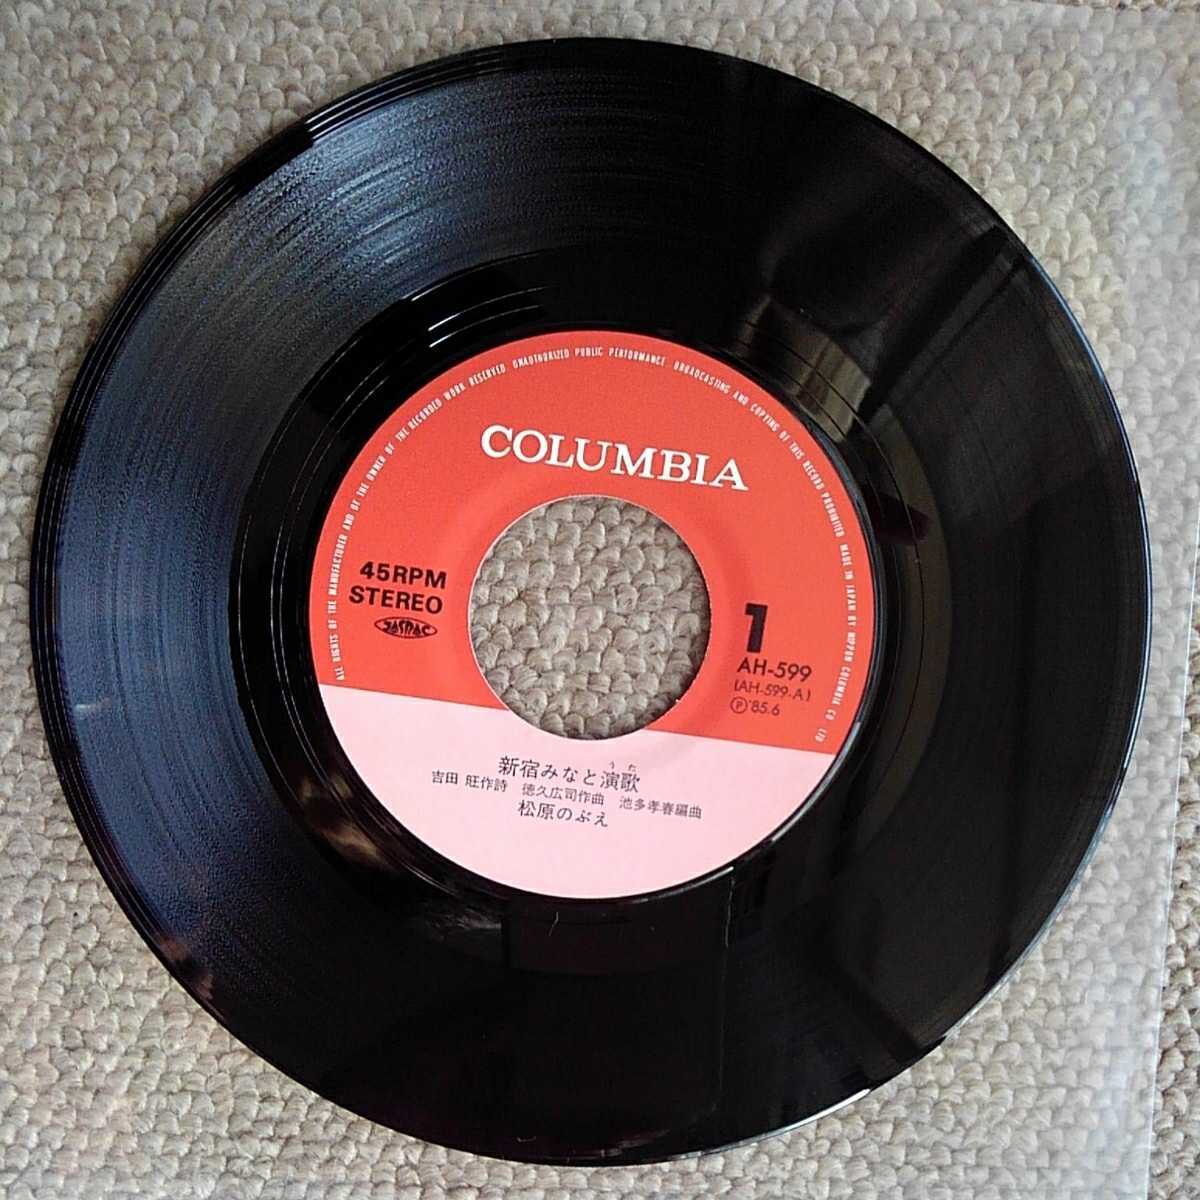 ALL RIGHTS OF THE MANUFACTURER AND OF THE OWNER OF THE RECORDED WORK RESERVED UNAUTHORIZED PUBLIC PERFORMANCE BROADCASTING AND COPYING OF THIS RECORD PROHIBITED MADE IN JAPAN BY NIPPON COLUMBIA CO LTD
COLUMBIA
45RPM
STEREO
JASRAC
1
AH-599
(AH-599-A)
Ⓟ'85.6
うた
新宿みなと演歌
吉田 旺作詩 徳久広司作曲 池多孝春編曲
松原のぶえ